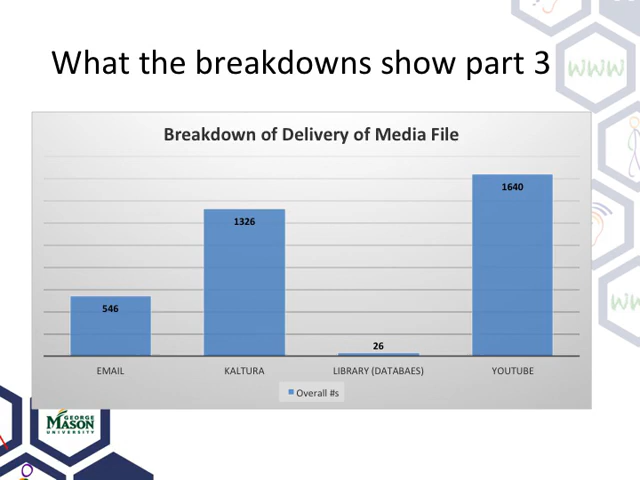 What the breakdowns show part 3
www
Breakdown of Delivery of Media File
1640
1326
546
26
EMAIL
KALTURA
LIBRARY (DATABAES)
YOUTUBE
Overall #s
GEORGE
MASON
UNIVERSITY